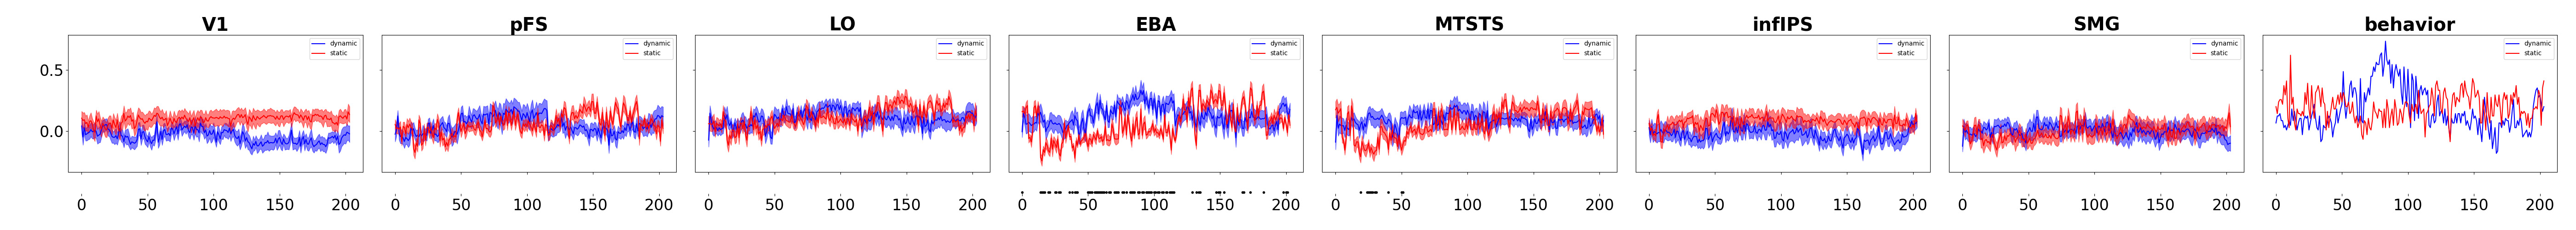 V1 pFS LO EBA MTSTS infIPS SMG behavior
dynamic dynamic dynamic dynamic dynamic dynamic dynamic dynamic
static static static static static static static static
0.5
0.0
0 50 100 150 200 0 50 100 150 200 0 50 100 150 200 0 50 100 150 200 0 50 100 150 200 0 50 100 150 200 0 50 100 150 200 0 50 100 150 200